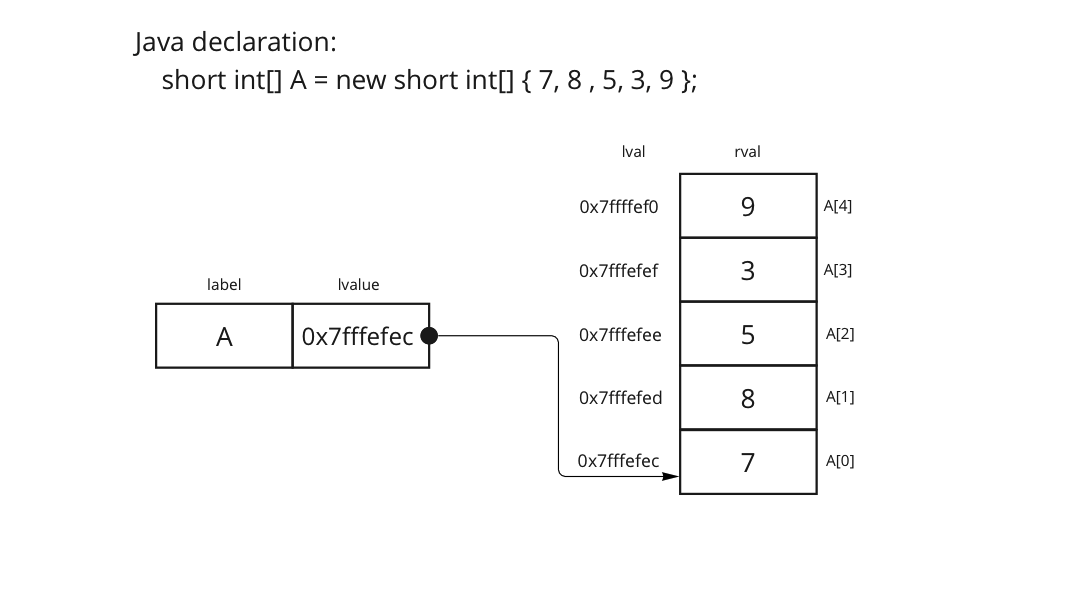 Java declaration:
short int[] A = new short int[] { 7, 8 , 5, 3, 9 };
lval rval
0x7ffffef0 9 A[4]
0x7fffefef 3 A[3]
label lvalue
A 0x7fffefec
0x7fffefee 5 A[2]
0x7fffefed 8 A[1]
0x7fffefec 7 A[0]